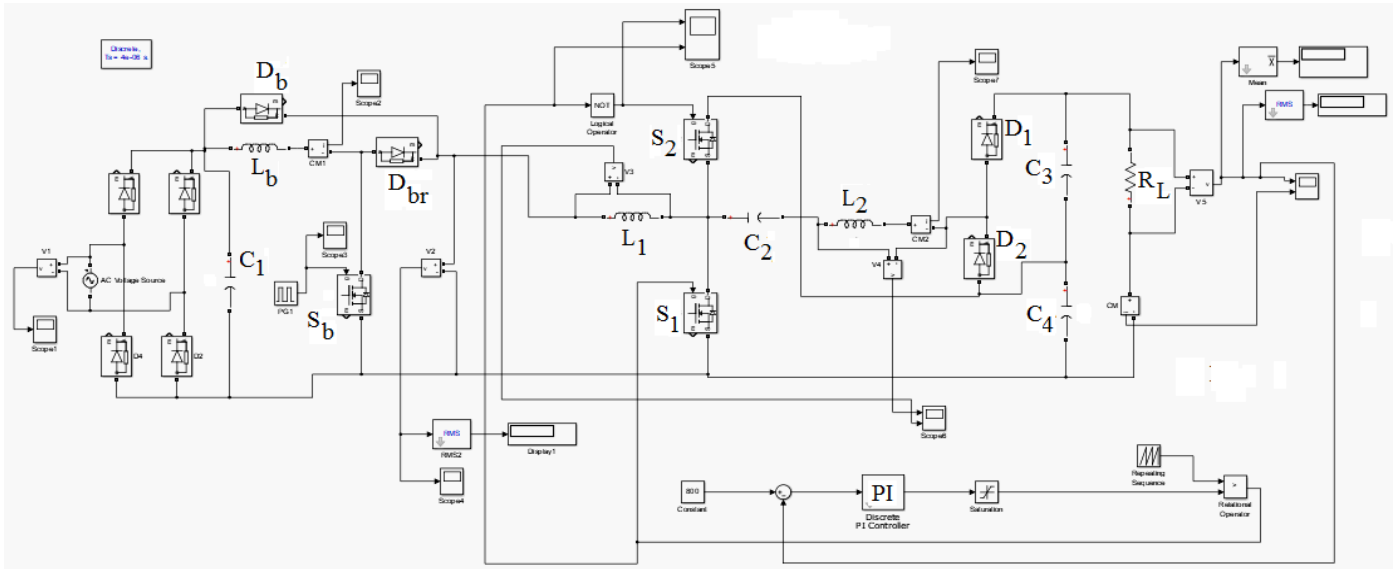 Discrete,
Ts = 4e-06 s.
D_b
Scope2
L_b
CM1
D_br
V1
AC Voltage Source
Scope1
D4
D2
C_1
Scope3
PG1
S_b
V2
RMS
RMS2
Display1
Scope4
Scope5
NOT
Logical
Operator
S_2
V3
L_1
C_2
S_1
L_2
CM2
Scope7
V4
D_1
D_2
C_3
C_4
R_L
V5
Mean
RMS
CM
Scope6
800
Constant
PI
Discrete
PI Controller
Saturation
Repeating
Sequence
>
Relational
Operator